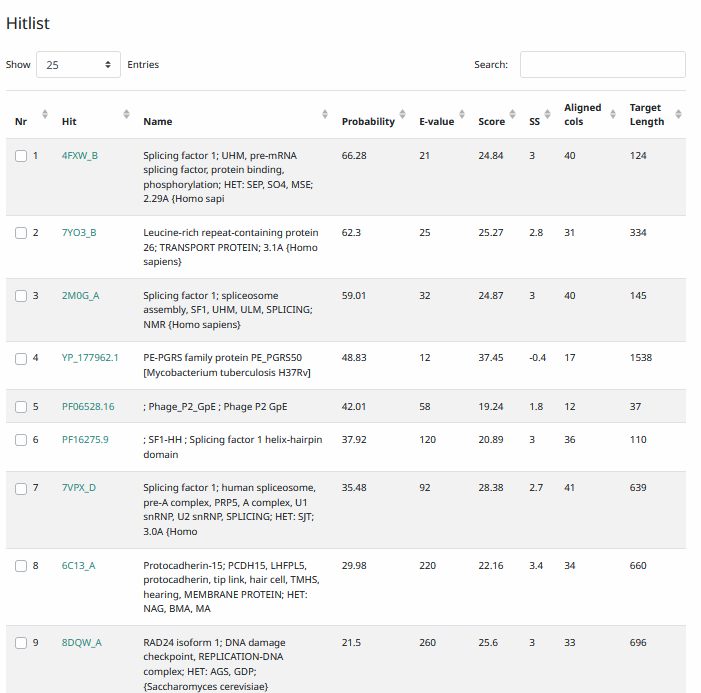 Hitlist
Show 25 Entries Search:
Nr Hit Name Probability E-value Score SS Aligned cols Target Length
1 4FXW_B Splicing factor 1; UHM, pre-mRNA 66.28 21 24.84 3 40 124
splicing factor, protein binding,
phosphorylation; HET: SEP, SO4, MSE;
2.29A {Homo sapi
2 7YO3_B Leucine-rich repeat-containing protein 62.3 25 25.27 2.8 31 334
26; TRANSPORT PROTEIN; 3.1A {Homo
sapiens}
3 2M0G_A Splicing factor 1; spliceosome 59.01 32 24.87 3 40 145
assembly, SF1, UHM, ULM, SPLICING;
NMR {Homo sapiens}
4 YP_177962.1 PE-PGRS family protein PE_PGRS50 48.83 12 37.45 -0.4 17 1538
[Mycobacterium tuberculosis H37Rv]
5 PF06528.16 ; Phage_P2_GpE ; Phage P2 GpE 42.01 58 19.24 1.8 12 37
6 PF16275.9 ; SF1-HH ; Splicing factor 1 helix-hairpin 37.92 120 20.89 3 36 110
domain
7 7VPX_D Splicing factor 1; human spliceosome, 35.48 92 28.38 2.7 41 639
pre-A complex, PRP5, A complex, U1
snRNP, U2 snRNP, SPLICING; HET: SJT;
3.0A {Homo
8 6C13_A Protocadherin-15; PCDH15, LHFPL5, 29.98 220 22.16 3.4 34 660
protocadherin, tip link, hair cell, TMHS,
hearing, MEMBRANE PROTEIN; HET:
NAG, BMA, MA
9 8DQW_A RAD24 isoform 1; DNA damage 21.5 260 25.6 3 33 696
checkpoint, REPLICATION-DNA
complex; HET: AGS, GDP;
{Saccharomyces cerevisiae}